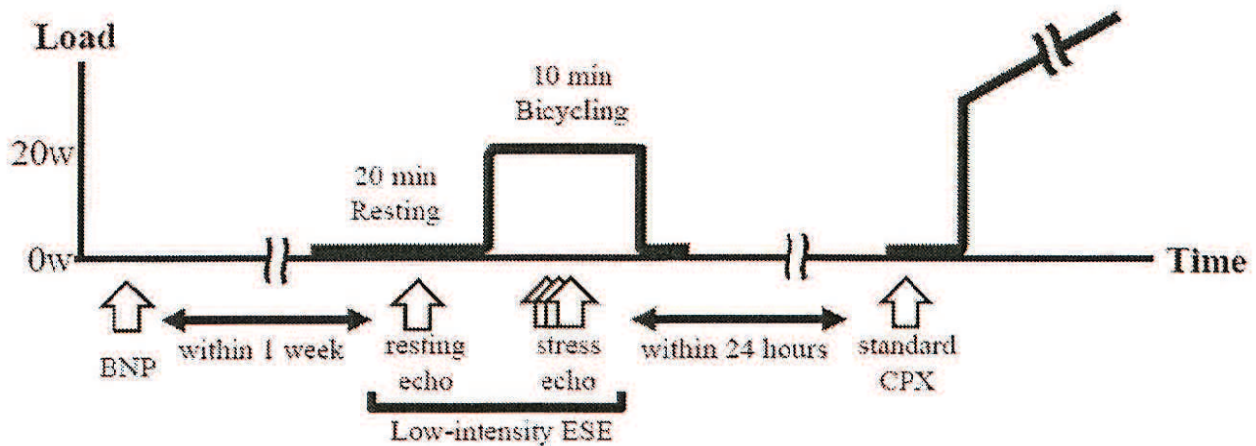 Load
10 min
Bicycling
20w
20 min
Resting
0w
Time
BNP
within 1 week
resting
echo
stress
echo
within 24 hours
standard
CPX
Low-intensity ESE